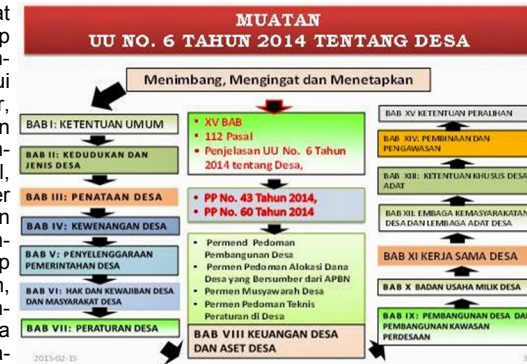 MUATAN
UU NO. 6 TAHUN 2014 TENTANG DESA
Menimbang, Mengingat dan Menetapkan
BAB I: KETENTUAN UMUM
BAB II: KEDUDUKAN DAN
JENIS DESA
BAB III: PENATAAN DESA
BAB IV: KEWENANGAN DESA
BAB V: PENYELENGGARAAN
PEMERINTAHAN DESA
BAB VI: HAK DAN KEWAJIBAN DESA
DAN MASYARAKAT DESA
BAB VII: PERATURAN DESA
• XV BAB
• 112 Pasal
• Penjelasan UU No. 6 Tahun
2014 tentang Desa,
• PP No. 43 Tahun 2014,
• PP No. 60 Tahun 2014
• Permend Pedoman
Pembangunan Desa
• Permen Pedoman Alokasi Dana
Desa yang Bersumber dari APBN
• Permen Musyawarah Desa
• Permen Pedoman Teknis
Peraturan di Desa
BAB VIII KEUANGAN DESA
DAN ASET DESA
BAB XV KETENTUAN PERALIHAN
BAB XIV: PEMBINAAN DAN
PENGAWASAN
BAB XIII: KETENTUAN KHUSUS DESA
ADAT
BAB XII: EMBAGA KEMASYARAKATAN
DESA DAN LEMBAGA ADAT DESA
BAB XI KERJA SAMA DESA
BAB X BADAN USAHA MILIK DESA
BAB IX: PEMBANGUNAN DESA DAN
PEMBANGUNAN KAWASAN
PERDESAAN
2015-02-15